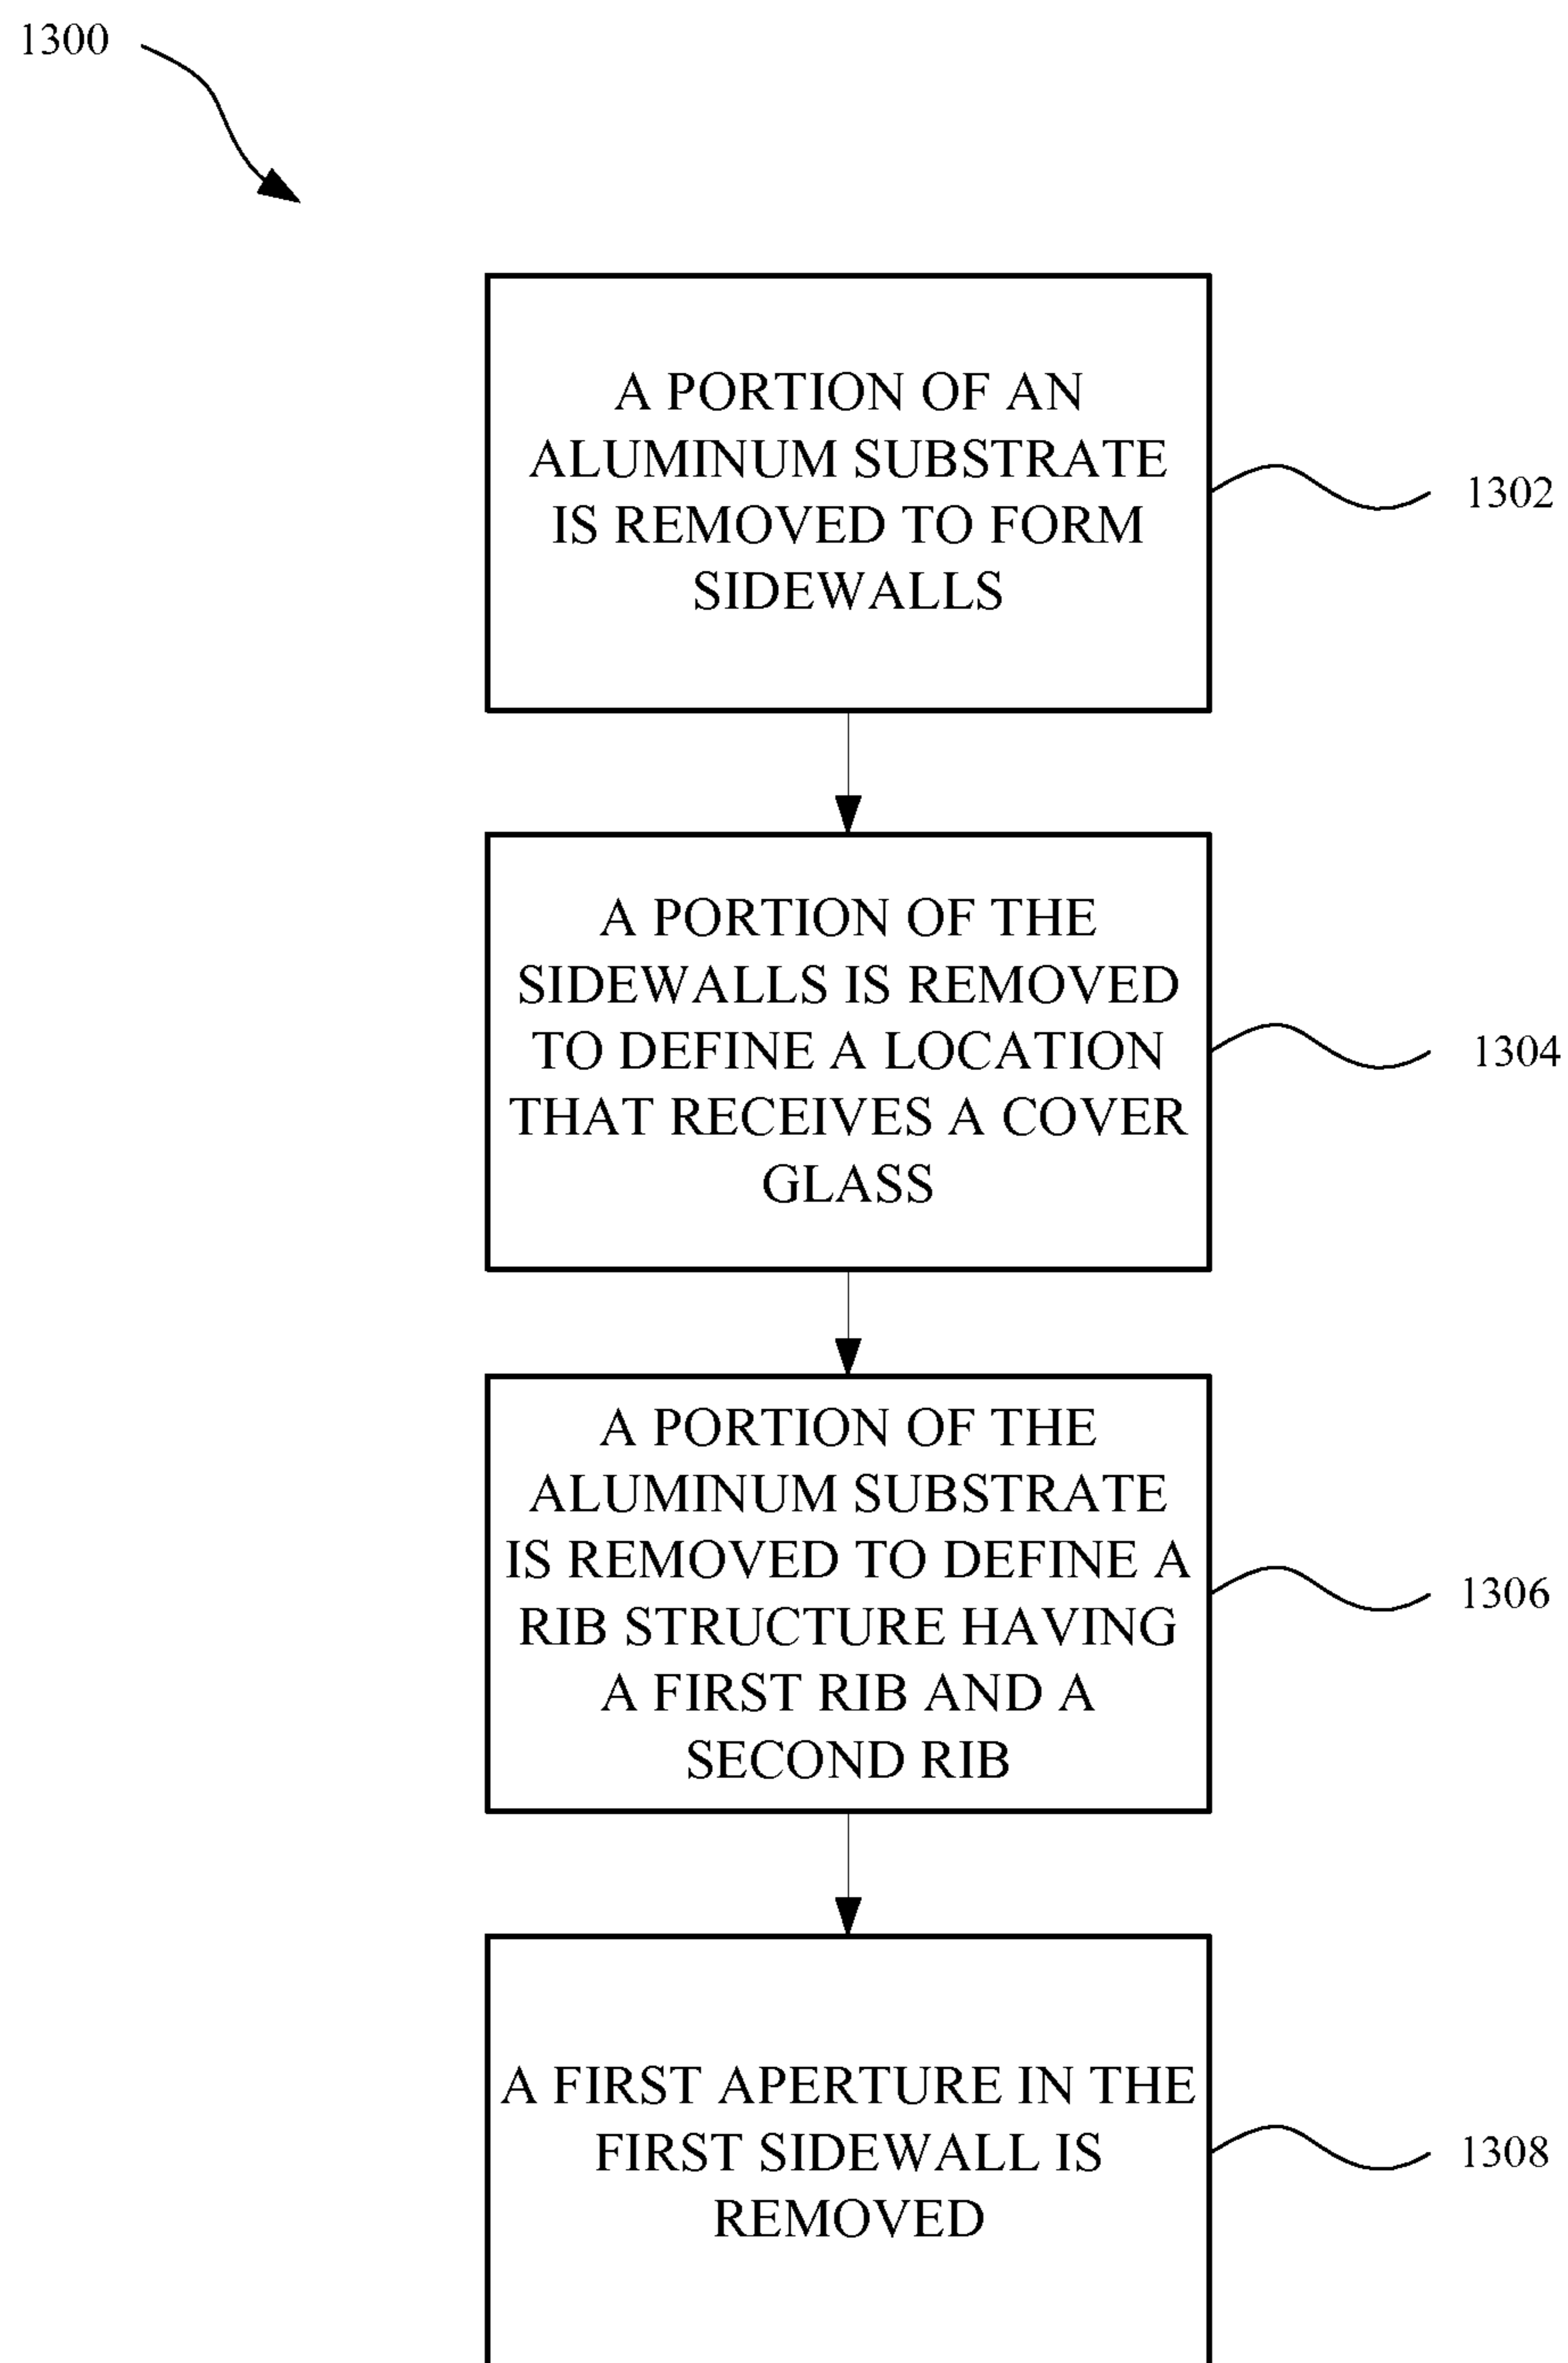 1300
A PORTION OF AN
ALUMINUM SUBSTRATE
IS REMOVED TO FORM
SIDEWALLS
1302
A PORTION OF THE
SIDEWALLS IS REMOVED
TO DEFINE A LOCATION
THAT RECEIVES A COVER
GLASS
1304
A PORTION OF THE
ALUMINUM SUBSTRATE
IS REMOVED TO DEFINE A
RIB STRUCTURE HAVING
A FIRST RIB AND A
SECOND RIB
1306
A FIRST APERTURE IN THE
FIRST SIDEWALL IS
REMOVED
1308